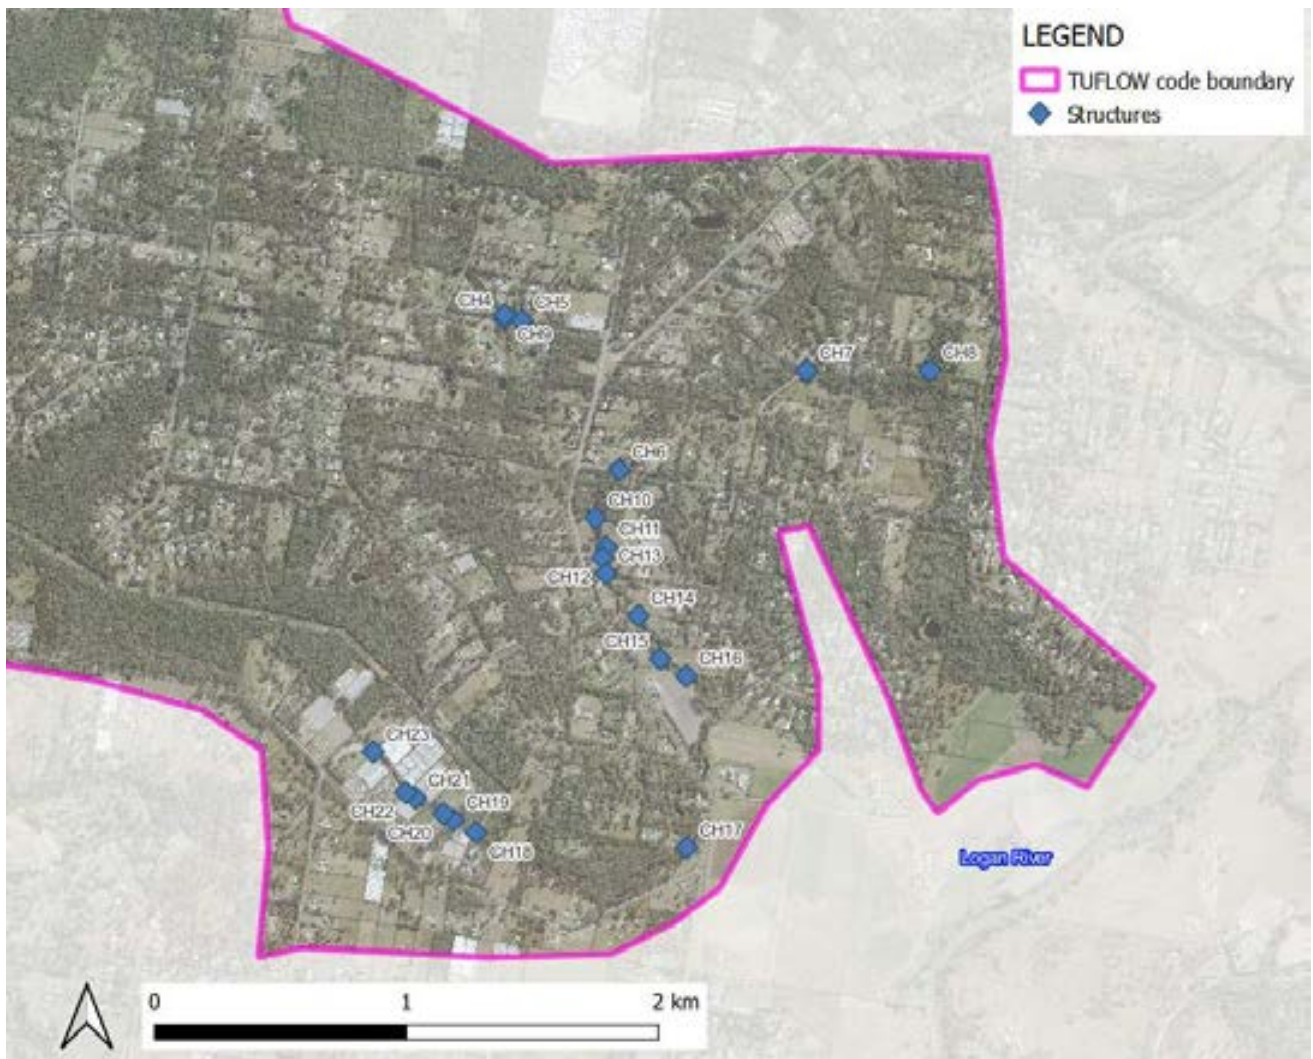 LEGEND
TUFLOW code boundary
Structures
CH4
CH5
CH9
CH7
CH8
CH6
CH10
CH11
CH13
CH12
CH14
CH15
CH16
CH23
CH21
CH22
CH19
CH20
CH18
CH17
Logan River
0
1
2 km